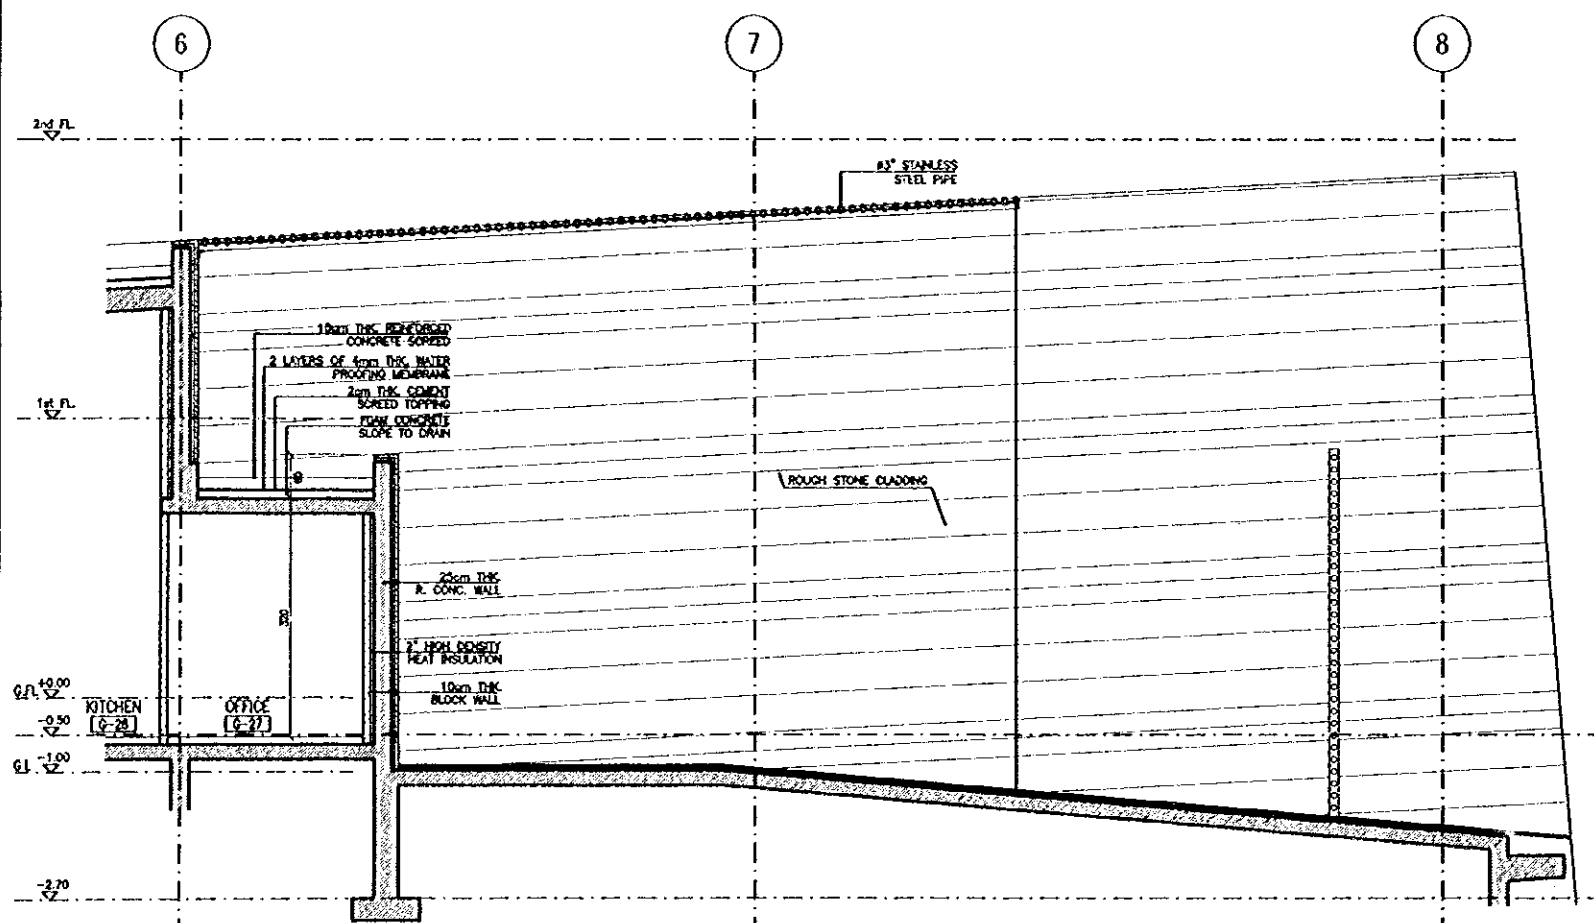 6
7
8
2nd FL.
ø3" STAINLESS
STEEL PIPE
10cm THK. REINFORCED
CONCRETE SCREED
2 LAYERS OF 4mm THK. WATER
PROOFING MEMBRANE
2cm THK. CEMENT
SCREED TOPPING
1st FL.
FOAM CONCRETE
SLOPE TO DRAIN
ROUGH STONE CLADDING
25cm THK.
R. CONC. WALL
320
2" HIGH DENSITY
HEAT INSULATION
10cm THK.
BLOCK WALL
G.FL. +0.00
KITCHEN
G-28
OFFICE
G-27
-0.50
G.L. -1.00
-2.70